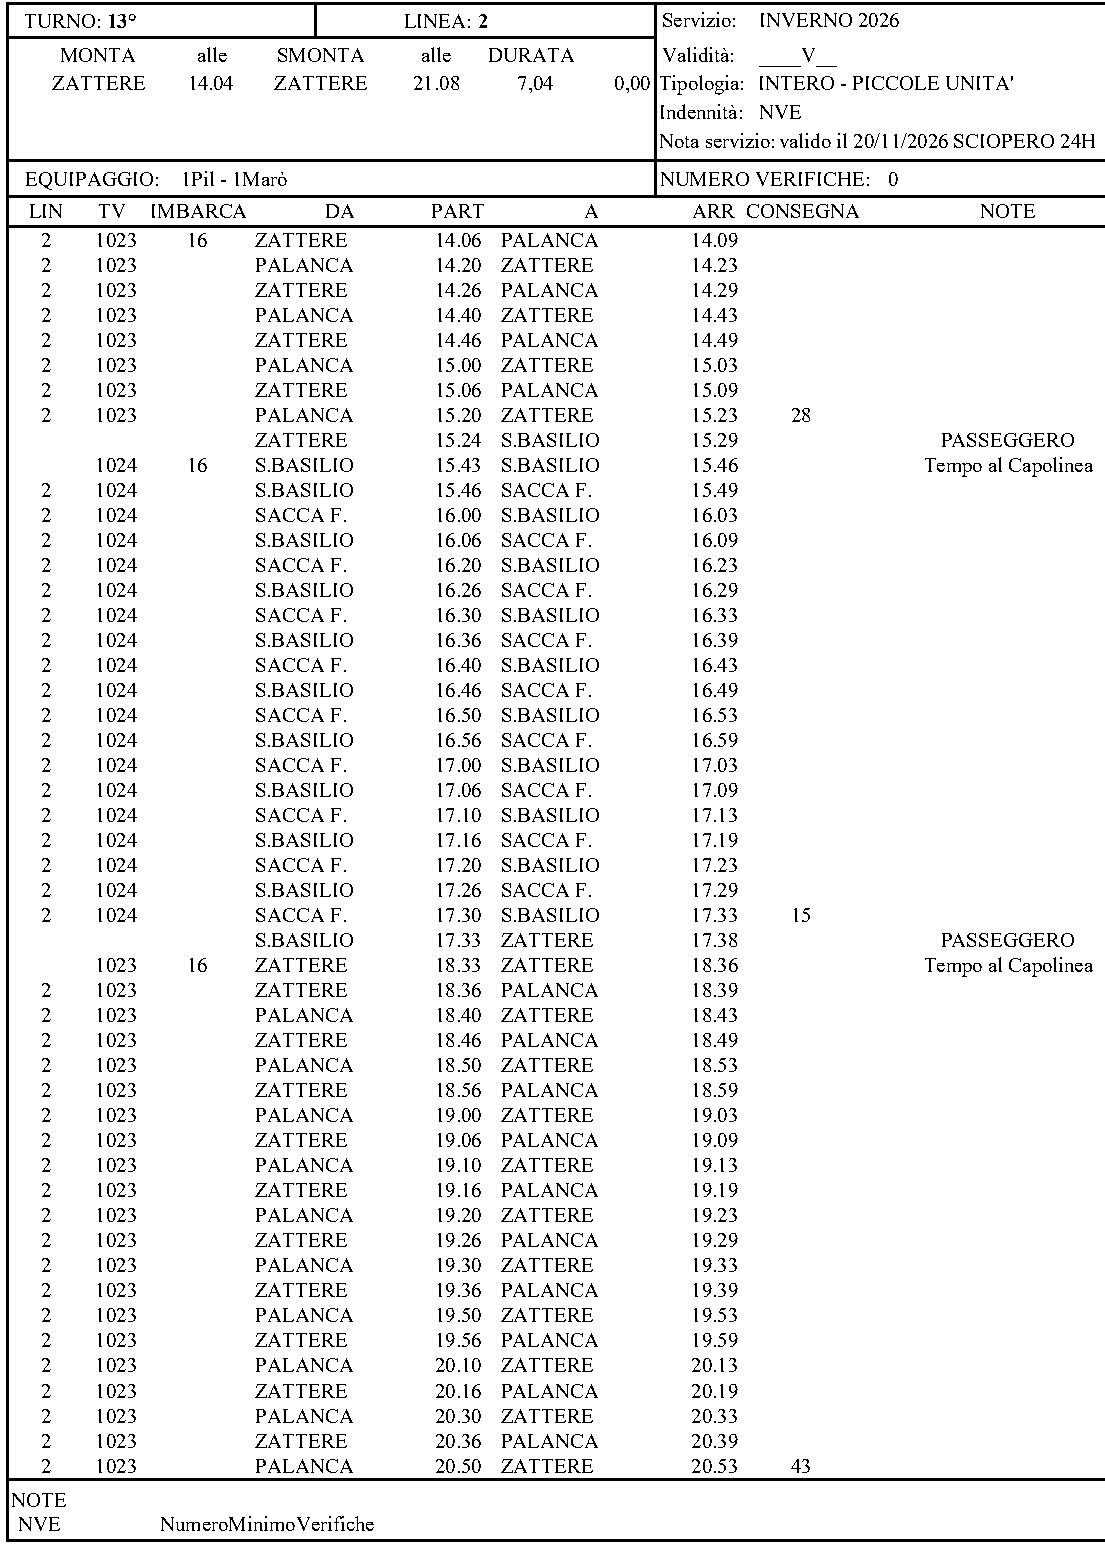 TURNO: 13° LINEA: 2 Servizio: INVERNO 2026
MONTA alle SMONTA alle DURATA Validità: ____V__
ZATTERE 14.04 ZATTERE 21.08 7,04 0,00 Tipologia: INTERO - PICCOLE UNITA'
Indennità: NVE
Nota servizio: valido il 20/11/2026 SCIOPERO 24H
EQUIPAGGIO: 1Pil - 1Marò NUMERO VERIFICHE: 0
LIN TV IMBARCA DA PART A ARR CONSEGNA NOTE
2 1023 16 ZATTERE 14.06 PALANCA 14.09
2 1023 PALANCA 14.20 ZATTERE 14.23
2 1023 ZATTERE 14.26 PALANCA 14.29
2 1023 PALANCA 14.40 ZATTERE 14.43
2 1023 ZATTERE 14.46 PALANCA 14.49
2 1023 PALANCA 15.00 ZATTERE 15.03
2 1023 ZATTERE 15.06 PALANCA 15.09
2 1023 PALANCA 15.20 ZATTERE 15.23 28
ZATTERE 15.24 S.BASILIO 15.29 PASSEGGERO
1024 16 S.BASILIO 15.43 S.BASILIO 15.46 Tempo al Capolinea
2 1024 S.BASILIO 15.46 SACCA F. 15.49
2 1024 SACCA F. 16.00 S.BASILIO 16.03
2 1024 S.BASILIO 16.06 SACCA F. 16.09
2 1024 SACCA F. 16.20 S.BASILIO 16.23
2 1024 S.BASILIO 16.26 SACCA F. 16.29
2 1024 SACCA F. 16.30 S.BASILIO 16.33
2 1024 S.BASILIO 16.36 SACCA F. 16.39
2 1024 SACCA F. 16.40 S.BASILIO 16.43
2 1024 S.BASILIO 16.46 SACCA F. 16.49
2 1024 SACCA F. 16.50 S.BASILIO 16.53
2 1024 S.BASILIO 16.56 SACCA F. 16.59
2 1024 SACCA F. 17.00 S.BASILIO 17.03
2 1024 S.BASILIO 17.06 SACCA F. 17.09
2 1024 SACCA F. 17.10 S.BASILIO 17.13
2 1024 S.BASILIO 17.16 SACCA F. 17.19
2 1024 SACCA F. 17.20 S.BASILIO 17.23
2 1024 S.BASILIO 17.26 SACCA F. 17.29
2 1024 SACCA F. 17.30 S.BASILIO 17.33 15
S.BASILIO 17.33 ZATTERE 17.38 PASSEGGERO
1023 16 ZATTERE 18.33 ZATTERE 18.36 Tempo al Capolinea
2 1023 ZATTERE 18.36 PALANCA 18.39
2 1023 PALANCA 18.40 ZATTERE 18.43
2 1023 ZATTERE 18.46 PALANCA 18.49
2 1023 PALANCA 18.50 ZATTERE 18.53
2 1023 ZATTERE 18.56 PALANCA 18.59
2 1023 PALANCA 19.00 ZATTERE 19.03
2 1023 ZATTERE 19.06 PALANCA 19.09
2 1023 PALANCA 19.10 ZATTERE 19.13
2 1023 ZATTERE 19.16 PALANCA 19.19
2 1023 PALANCA 19.20 ZATTERE 19.23
2 1023 ZATTERE 19.26 PALANCA 19.29
2 1023 PALANCA 19.30 ZATTERE 19.33
2 1023 ZATTERE 19.36 PALANCA 19.39
2 1023 PALANCA 19.50 ZATTERE 19.53
2 1023 ZATTERE 19.56 PALANCA 19.59
2 1023 PALANCA 20.10 ZATTERE 20.13
2 1023 ZATTERE 20.16 PALANCA 20.19
2 1023 PALANCA 20.30 ZATTERE 20.33
2 1023 ZATTERE 20.36 PALANCA 20.39
2 1023 PALANCA 20.50 ZATTERE 20.53 43
NOTE
NVE NumeroMinimoVerifiche